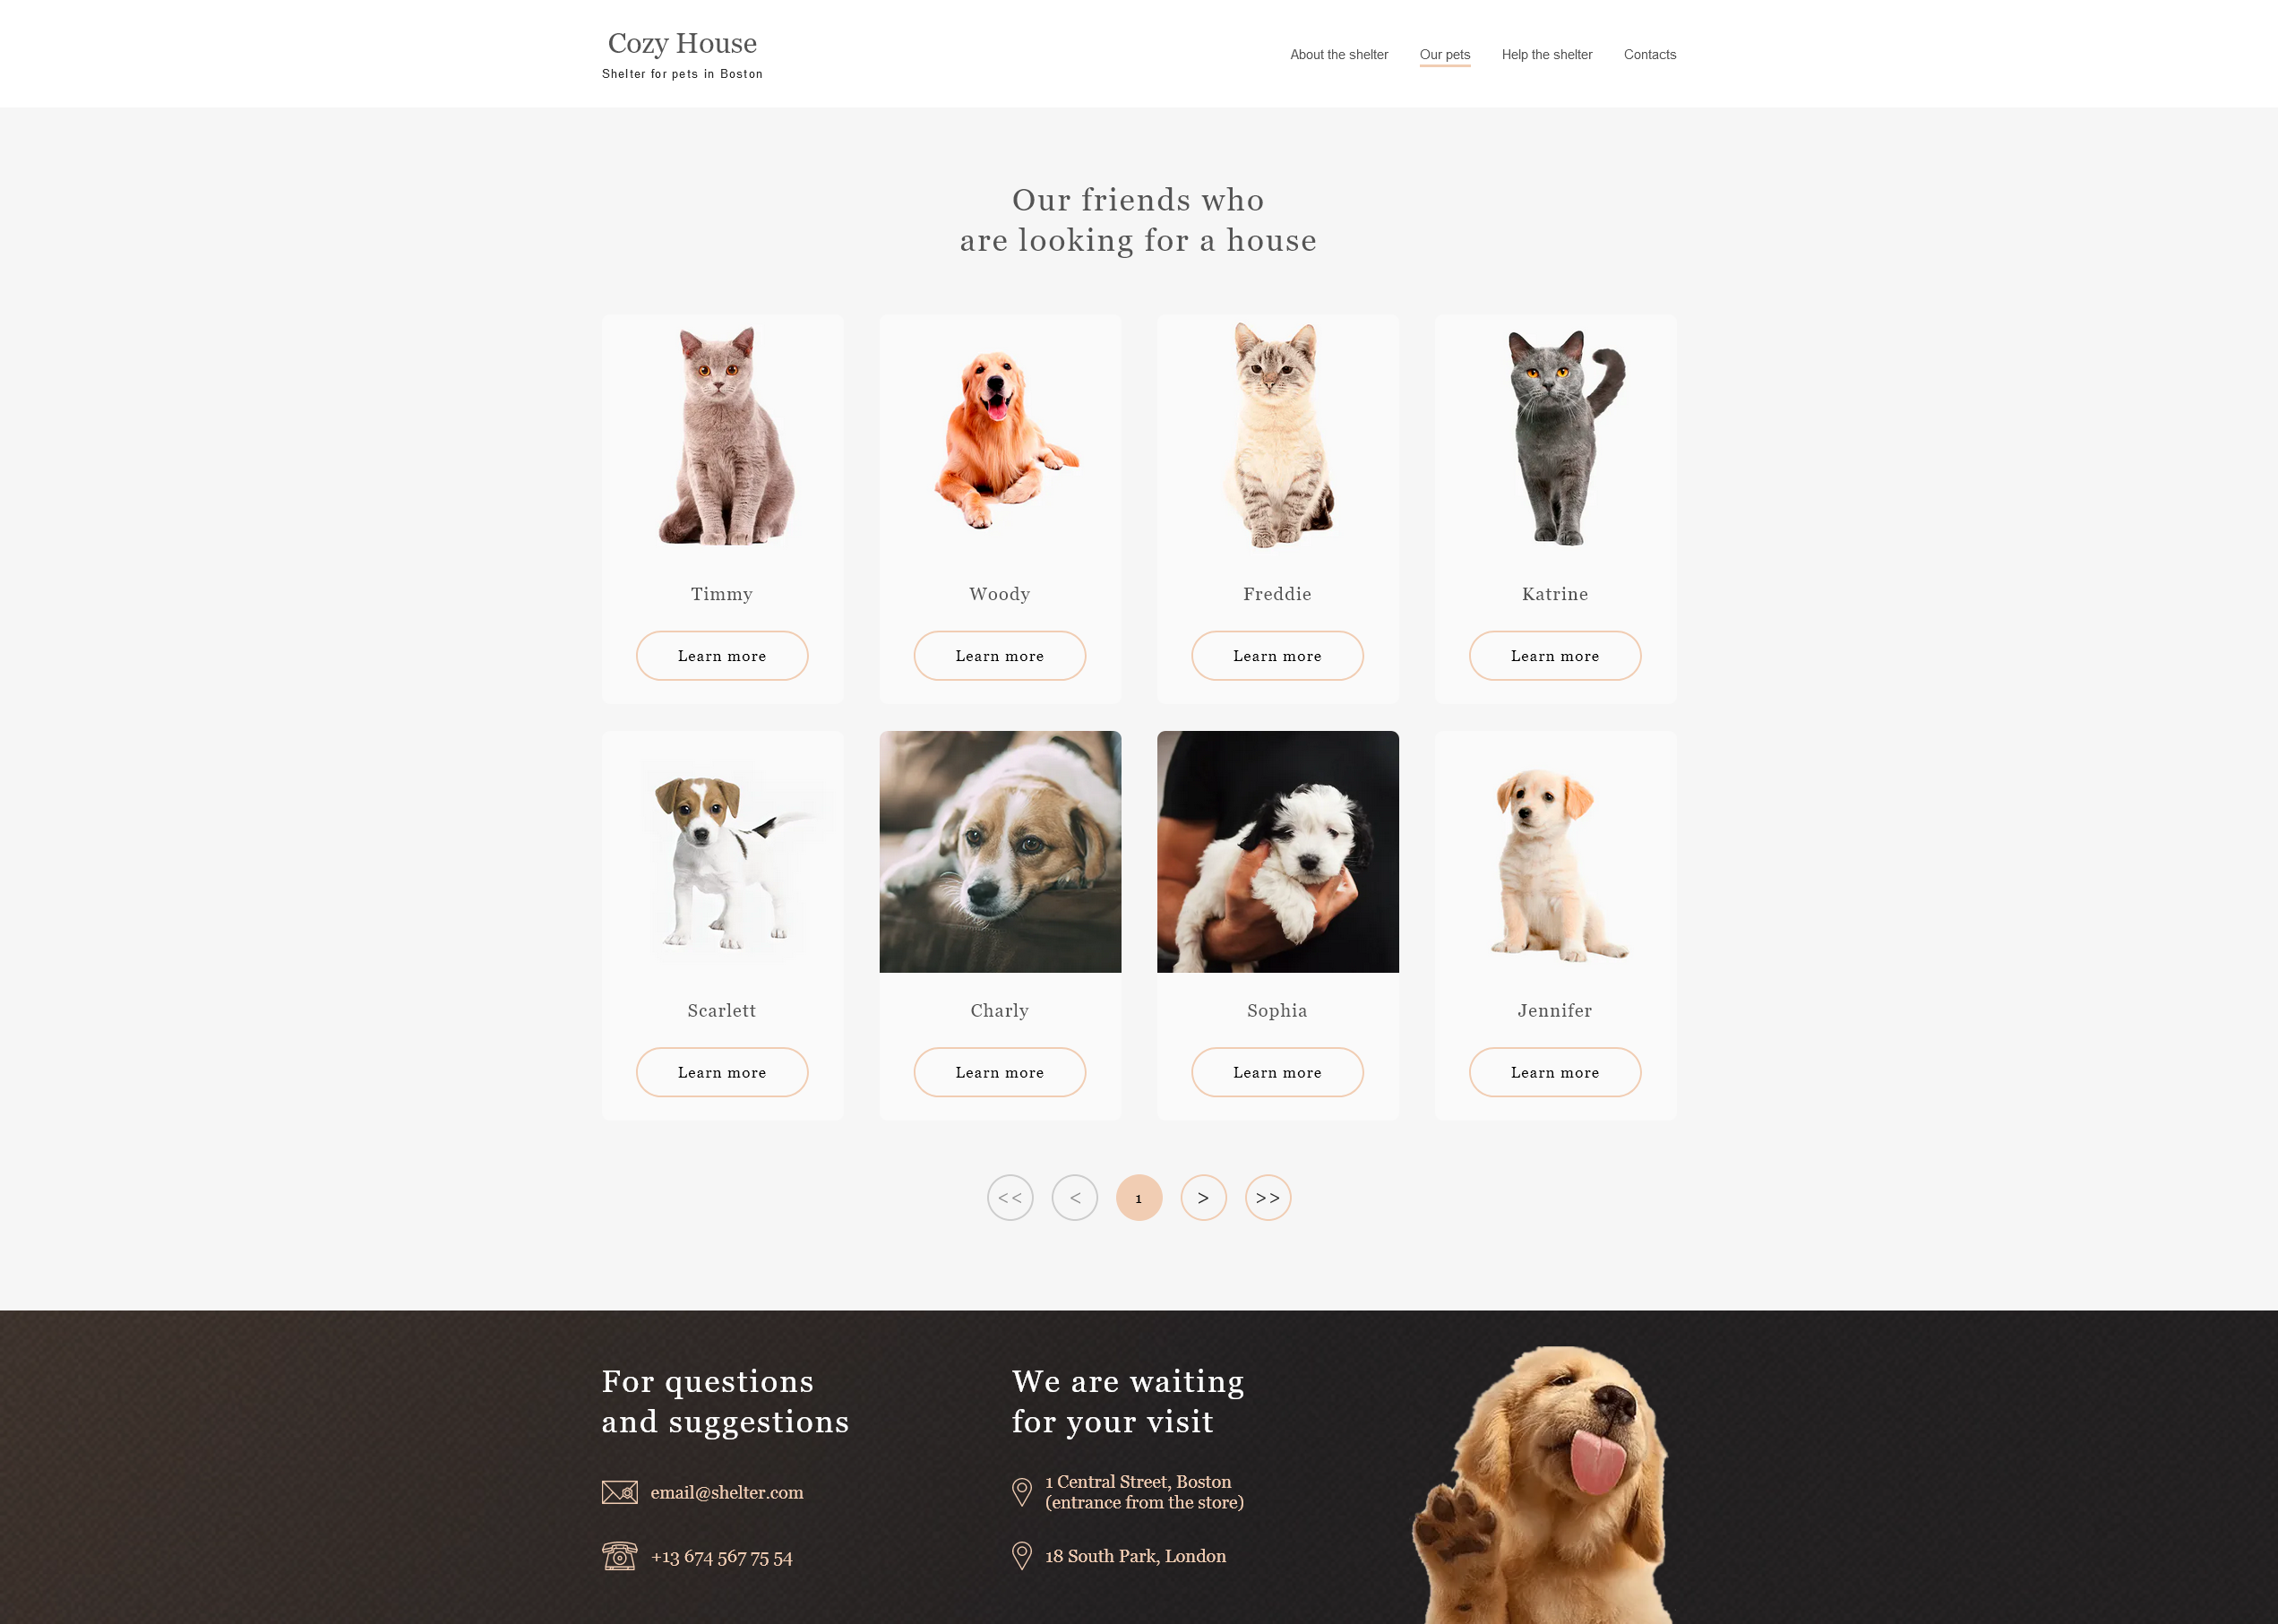 Cozy House
Shelter for pets in Boston
About the shelter Our pets Help the shelter Contacts
Our friends who
are looking for a house
Timmy Woody Freddie Katrine
Learn more Learn more Learn more Learn more
Scarlett Charly Sophia Jennifer
Learn more Learn more Learn more Learn more
<< < 1 > >>
For questions
and suggestions
email@shelter.com
+13 674 567 75 54
We are waiting
for your visit
1 Central Street, Boston
(entrance from the store)
18 South Park, London